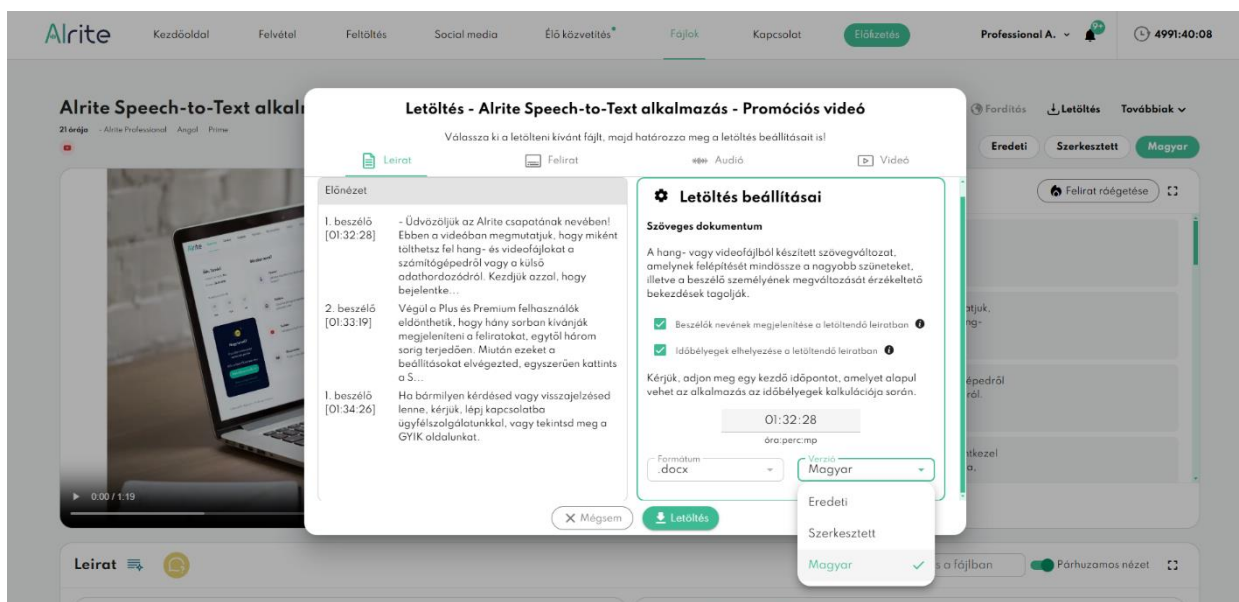 Alrite
Kezdőoldal
Felvétel
Feltöltés
Social media
Élő közvetítés
Fájlok
Kapcsolat
Előfizetés
Professional A.
9+
4991:40:08
Alrite Speech-to-Text alkal
21 órája - Alrite Professional Angol Prime
Fordítás
Letöltés
Továbbiak
Eredeti
Szerkesztett
Magyar
Felirat ráégetése
Letöltés - Alrite Speech-to-Text alkalmazás - Promóciós videó
Válassza ki a letölteni kívánt fájlt, majd határozza meg a letöltés beállításait is!
Leirat
Felirat
Audió
Videó
Előnézet
1. beszélő
[01:32:28]
- Üdvözöljük az Alrite csapatának nevében!
Ebben a videóban megmutatjuk, hogy miként
tölthetsz fel hang- és videofájlokat a
számítógépedről vagy a külső
adathordozódról. Kezdjük azzal, hogy
bejelentke...
2. beszélő
[01:33:19]
Végül a Plus és Premium felhasználók
eldönthetik, hogy hány sorban kívánják
megjeleníteni a feliratokat, egytől három
sorig terjedően. Miután ezeket a
beállításokat elvégezted, egyszerűen kattints
a S...
1. beszélő
[01:34:26]
Ha bármilyen kérdésed vagy visszajelzésed
lenne, kérjük, lépj kapcsolatba
ügyfélszolgálatunkkal, vagy tekintsd meg a
GYIK oldalunkat.
Letöltés beállításai
Szöveges dokumentum
A hang- vagy videofájlból készített szövegváltozat,
amelynek felépítését mindössze a nagyobb szüneteket,
illetve a beszélő személyének megváltozását érzékeltető
bekezdések tagolják.
Beszélők nevének megjelenítése a letöltendő leiratban
Időbélyegek elhelyezése a letöltendő leiratban
Kérjük, adjon meg egy kezdő időpontot, amelyet alapul
vehet az alkalmazás az időbélyegek kalkulációja során.
01:32:28
óra:perc:mp
Formátum
.docx
Verzió
Magyar
Eredeti
Szerkesztett
Magyar
Mégsem
Letöltés
atjuk,
ng-
épedről
ról.
ntkezel
a,
0:00 / 1:19
Leirat
s a fájlban
Párhuzamos nézet